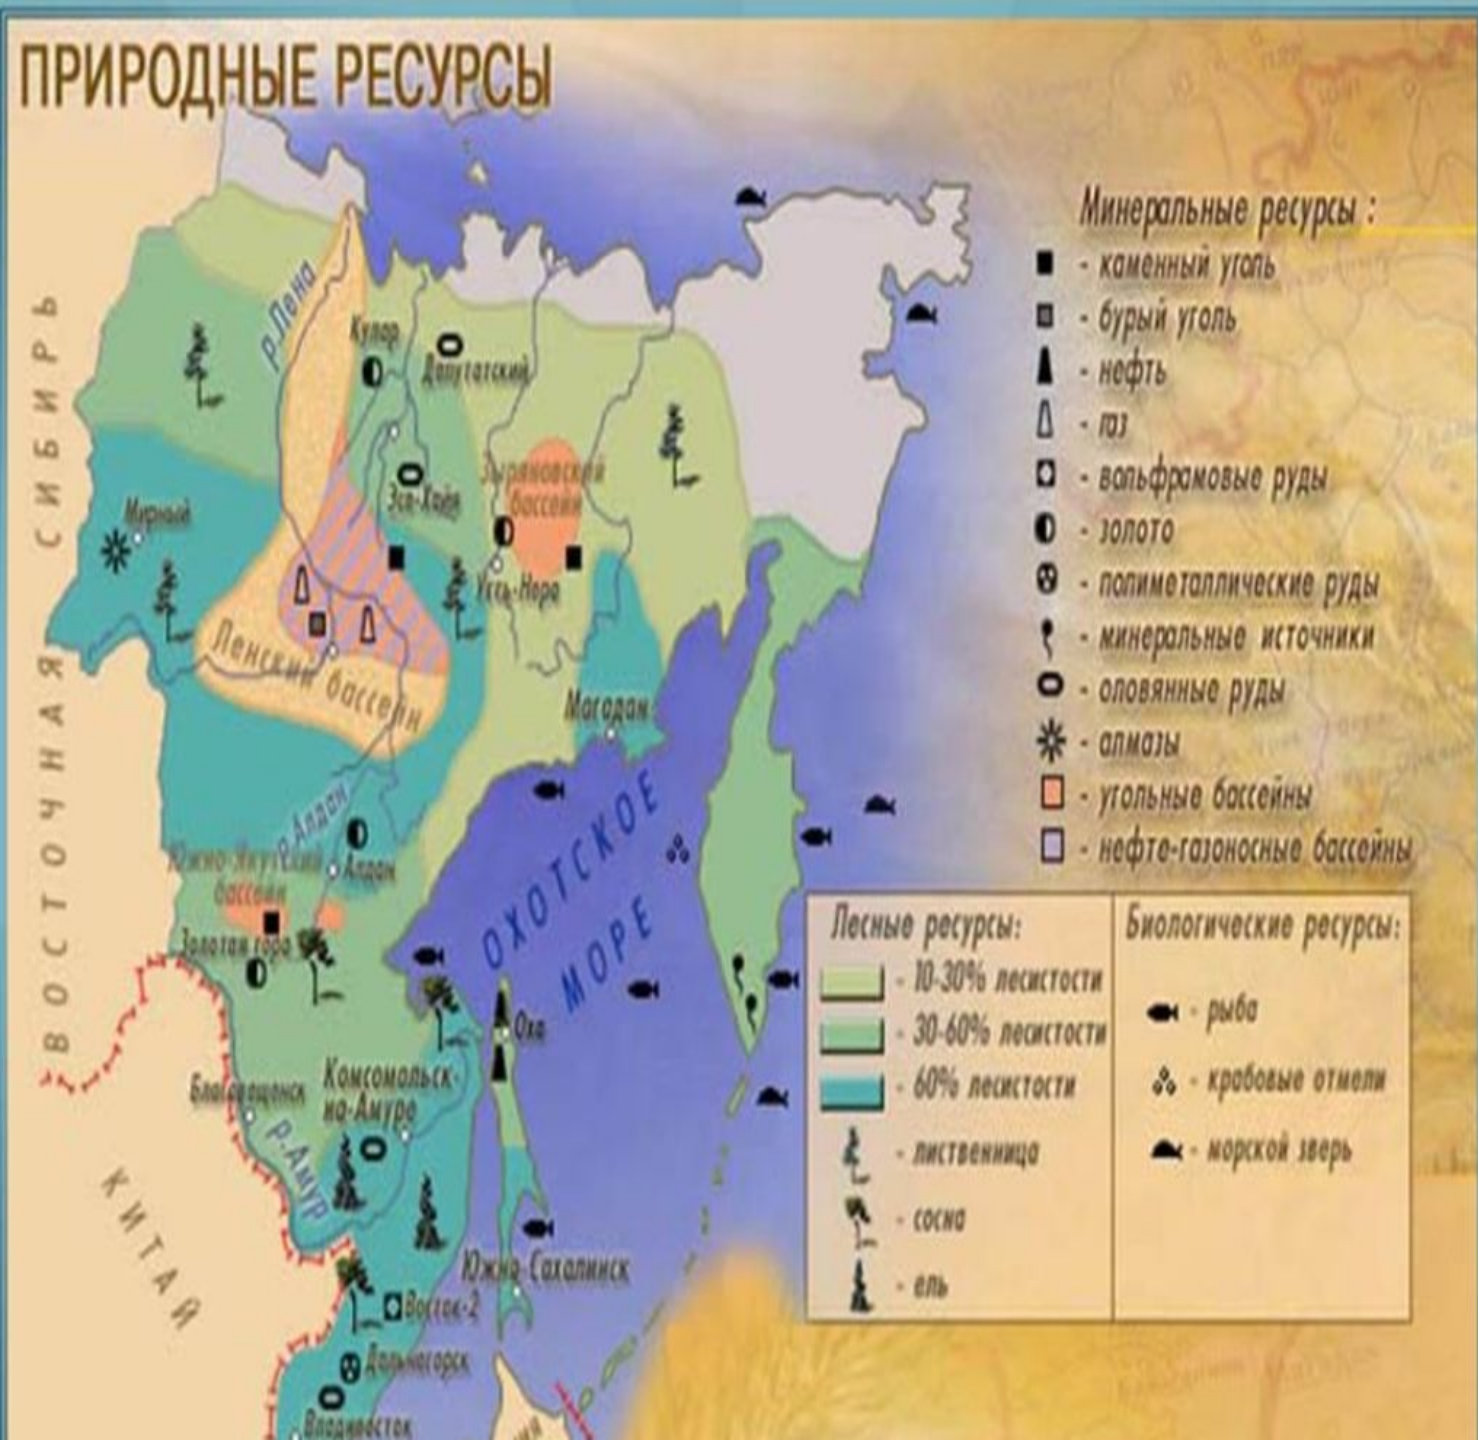 ПРИРОДНЫЕ РЕСУРСЫ
Минеральные ресурсы :
- каменный уголь
- бурый уголь
- нефть
- газ
- вольфрамовые руды
- золото
- полиметаллические руды
- минеральные источники
- оловянные руды
- алмазы
- угольные бассейны
- нефте-газоносные бассейны
Лесные ресурсы:
- 10-30% лесистости
- 30-60% лесистости
- 60% лесистости
- лиственница
- сосна
- ель
Биологические ресурсы:
- рыба
- крабовые отмели
- морской зверь
ВОСТОЧНАЯ СИБИРЬ
КИТАЙ
р.Лена
Кулар
Депутатский
Эсэ-Хайя
Зыряновский
бассейн
Усть-Нера
Мирный
Ленский бассейн
Магадан
р.Алдан
Южно-Якутский
бассейн
Алдан
Золотая гора
ОХОТСКОЕ
МОРЕ
Оха
Комсомольск-
на-Амуре
Благовещенск
р.Амур
Южно-Сахалинск
Восток-2
Дальнегорск
Владивосток